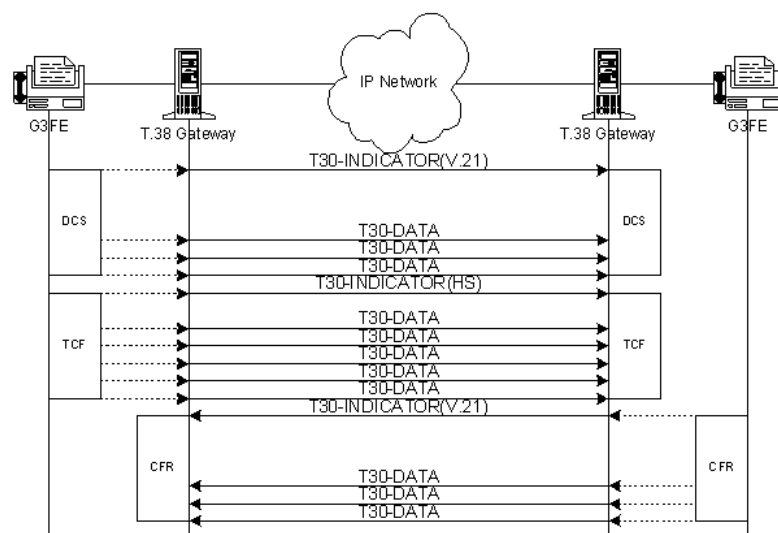 IP Network
G3FE
T.38 Gateway
T.38 Gateway
G3FE
T30-INDICATOR(V.21)
DCS
DCS
T30-DATA
T30-DATA
T30-DATA
T30-INDICATOR(HS)
T30-DATA
TCF
TCF
T30-DATA
T30-DATA
T30-DATA
T30-DATA
T30-INDICATOR(V.21)
CFR
CFR
T30-DATA
T30-DATA
T30-DATA